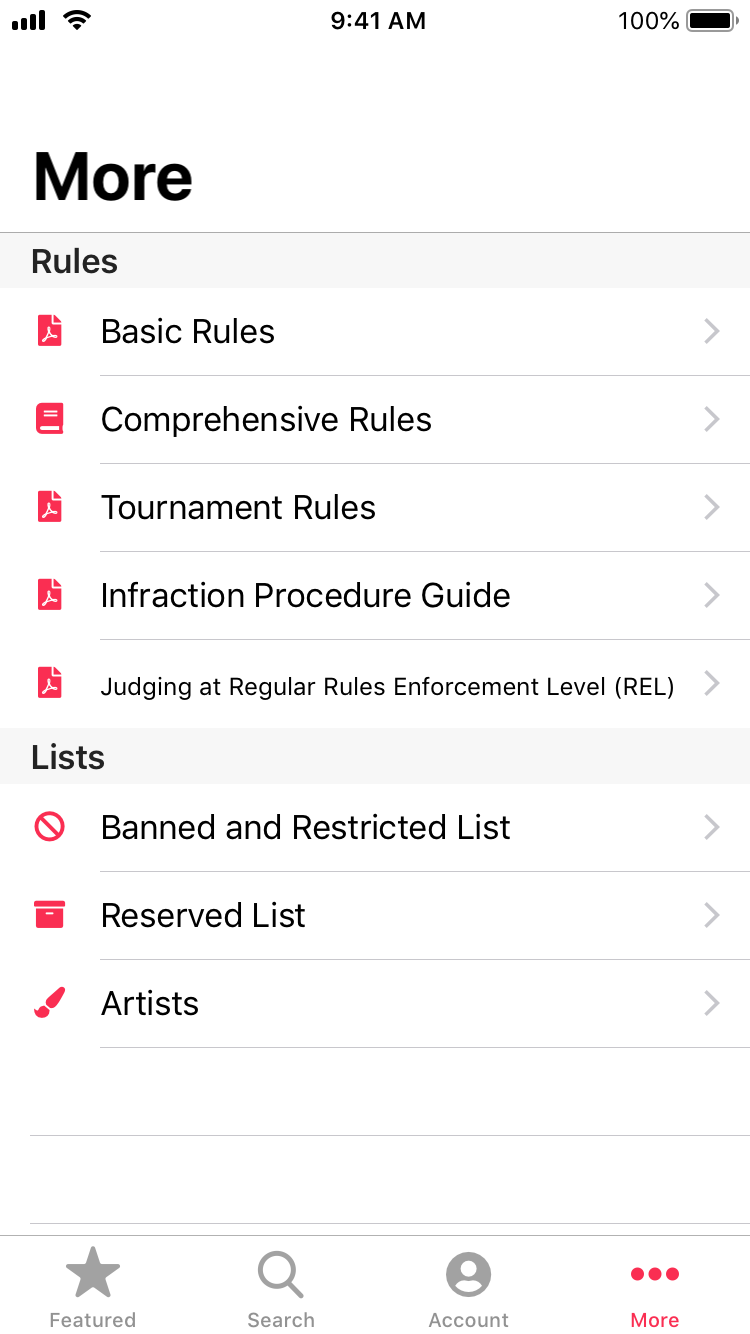 9:41 AM 100%
More
Rules
Basic Rules
Comprehensive Rules
Tournament Rules
Infraction Procedure Guide
Judging at Regular Rules Enforcement Level (REL)
Lists
Banned and Restricted List
Reserved List
Artists
Featured Search Account More